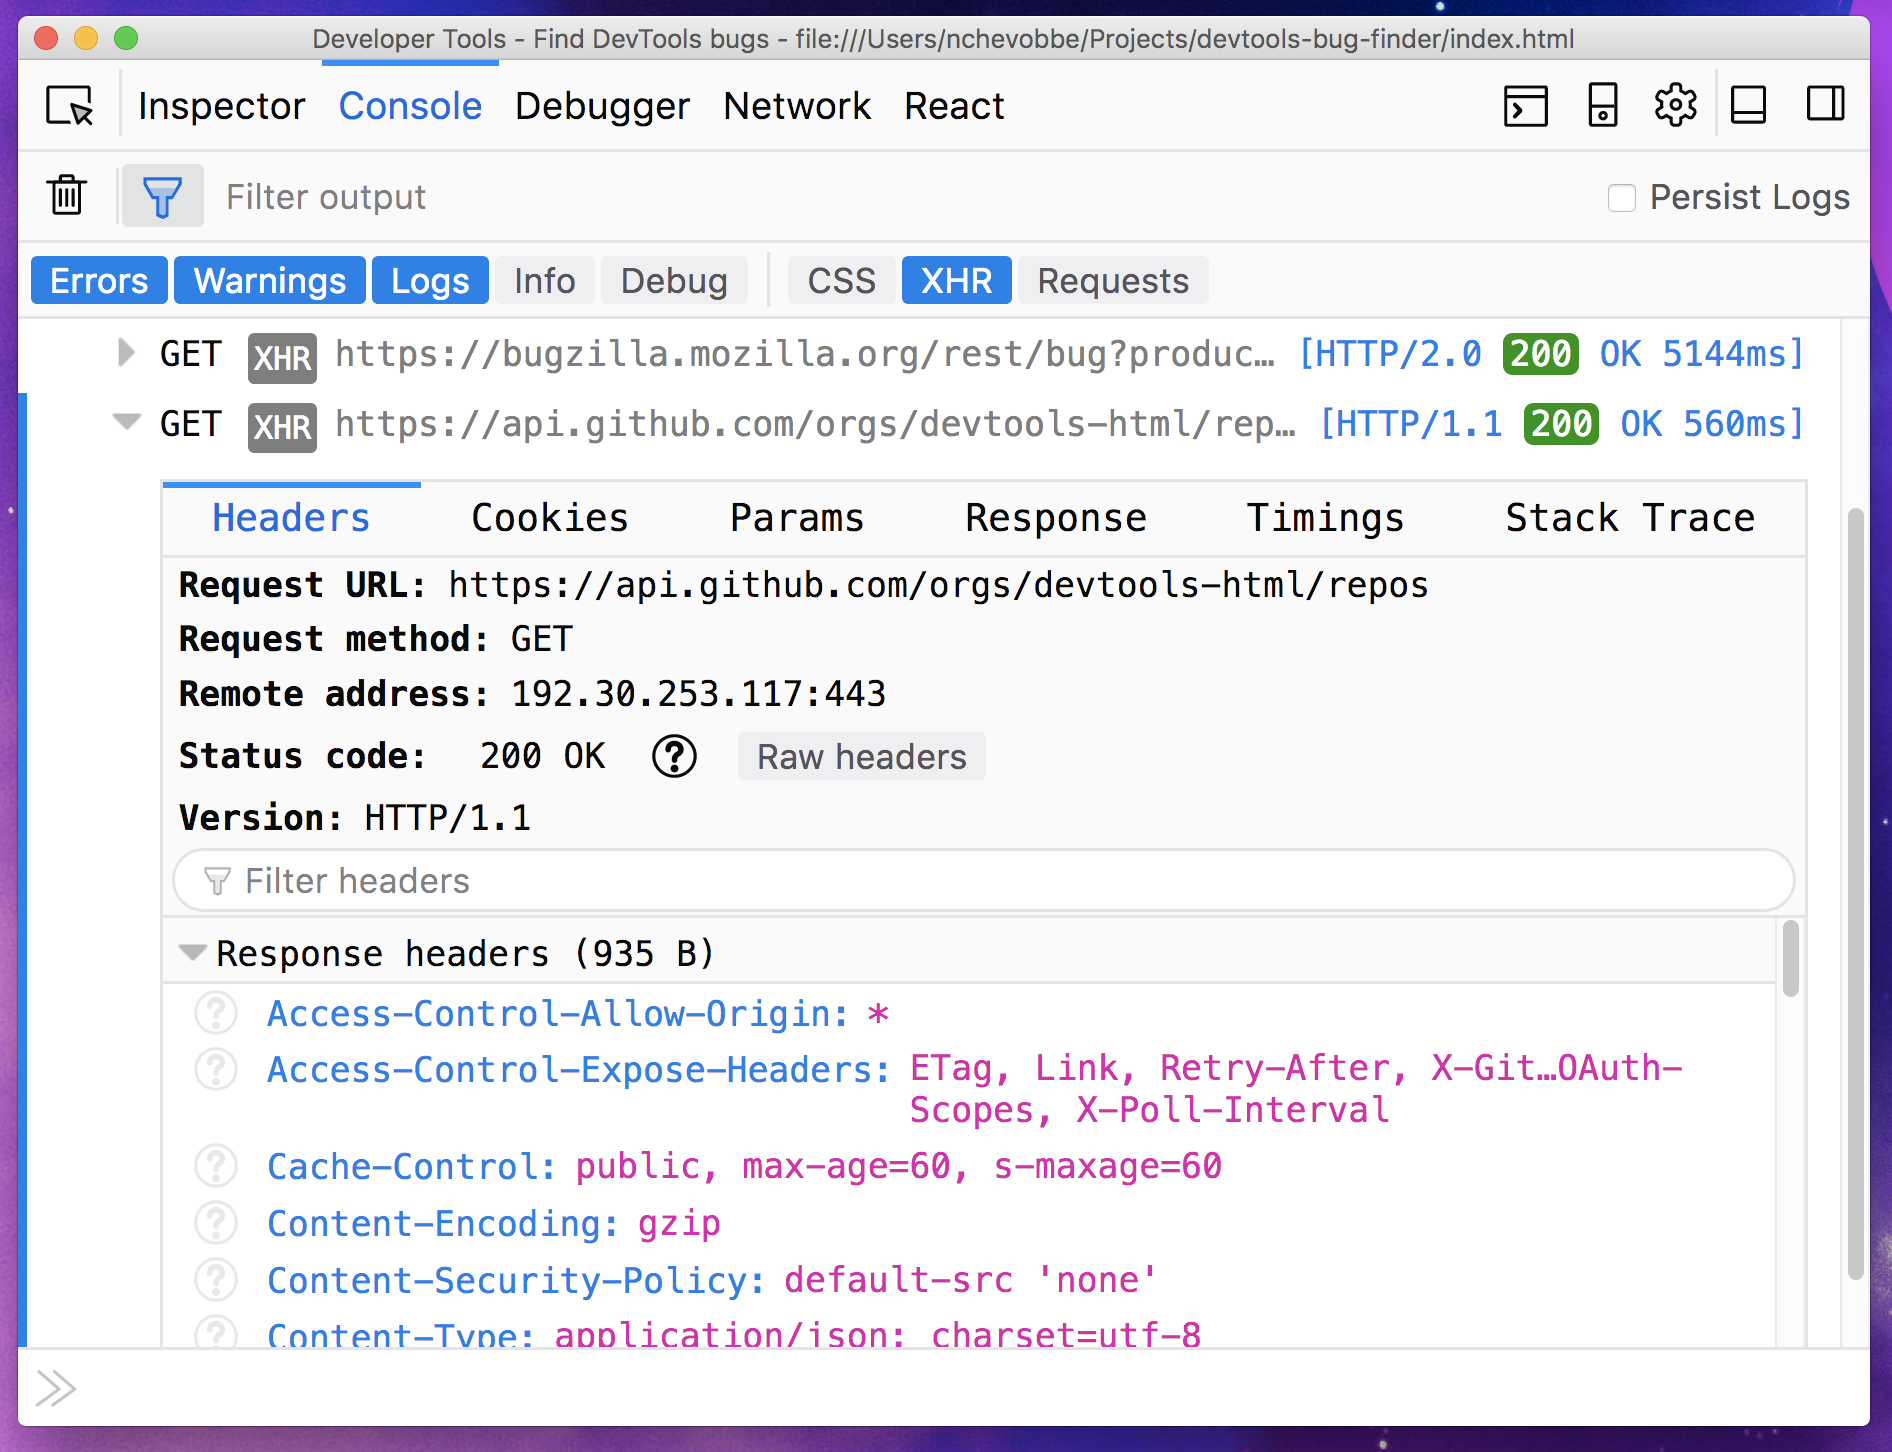 Developer Tools - Find DevTools bugs - file:///Users/nchevobbe/Projects/devtools-bug-finder/index.html
Inspector Console Debugger Network React
Filter output Persist Logs
Errors Warnings Logs Info Debug CSS XHR Requests
GET XHR https://bugzilla.mozilla.org/rest/bug?produc… [HTTP/2.0 200 OK 5144ms]
GET XHR https://api.github.com/orgs/devtools-html/rep… [HTTP/1.1 200 OK 560ms]
Headers Cookies Params Response Timings Stack Trace
Request URL: https://api.github.com/orgs/devtools-html/repos
Request method: GET
Remote address: 192.30.253.117:443
Status code: 200 OK ? Raw headers
Version: HTTP/1.1
Filter headers
Response headers (935 B)
? Access-Control-Allow-Origin: *
? Access-Control-Expose-Headers: ETag, Link, Retry-After, X-Git…OAuth-
Scopes, X-Poll-Interval
? Cache-Control: public, max-age=60, s-maxage=60
? Content-Encoding: gzip
? Content-Security-Policy: default-src 'none'
? Content-Type: application/json; charset=utf-8